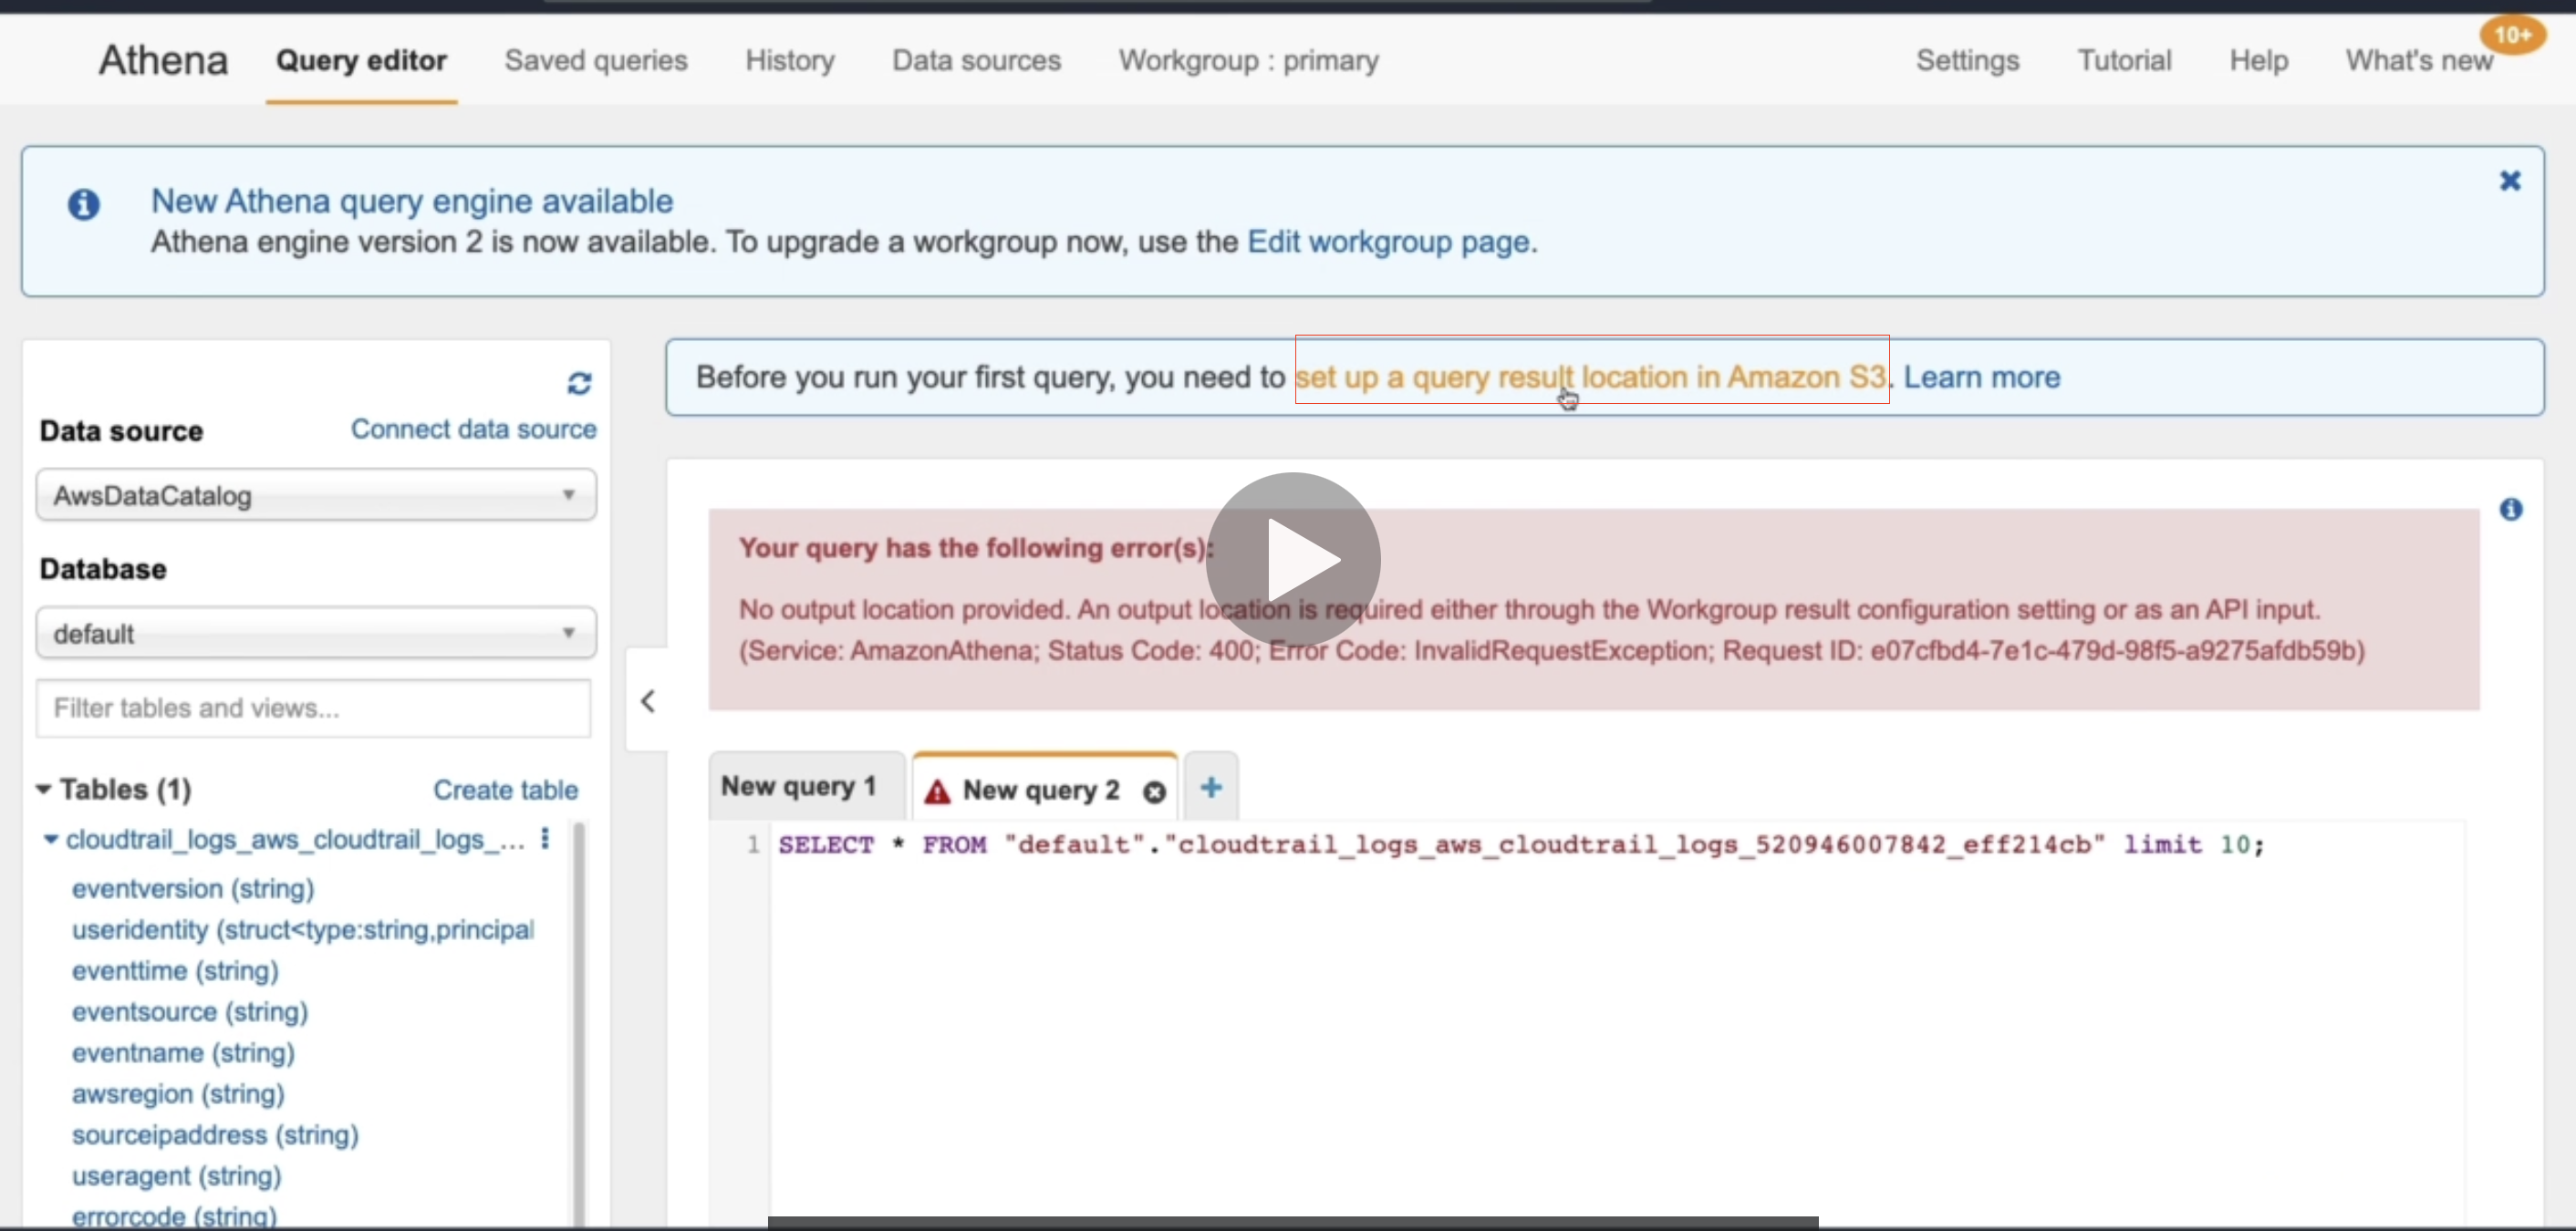 Athena Query editor Saved queries History Data sources Workgroup : primary Settings Tutorial Help What's new 10+
New Athena query engine available
Athena engine version 2 is now available. To upgrade a workgroup now, use the Edit workgroup page.
Before you run your first query, you need to set up a query result location in Amazon S3. Learn more
Data source Connect data source
AwsDataCatalog
Database
default
Filter tables and views...
Tables (1) Create table
cloudtrail_logs_aws_cloudtrail_logs_...
eventversion (string)
useridentity (struct<type:string,principal
eventtime (string)
eventsource (string)
eventname (string)
awsregion (string)
sourceipaddress (string)
useragent (string)
errorcode (string)
Your query has the following error(s):
No output location provided. An output location is required either through the Workgroup result configuration setting or as an API input.
(Service: AmazonAthena; Status Code: 400; Error Code: InvalidRequestException; Request ID: e07cfbd4-7e1c-479d-98f5-a9275afdb59b)
New query 1 New query 2
1 SELECT * FROM "default"."cloudtrail_logs_aws_cloudtrail_logs_520946007842_eff214cb" limit 10;